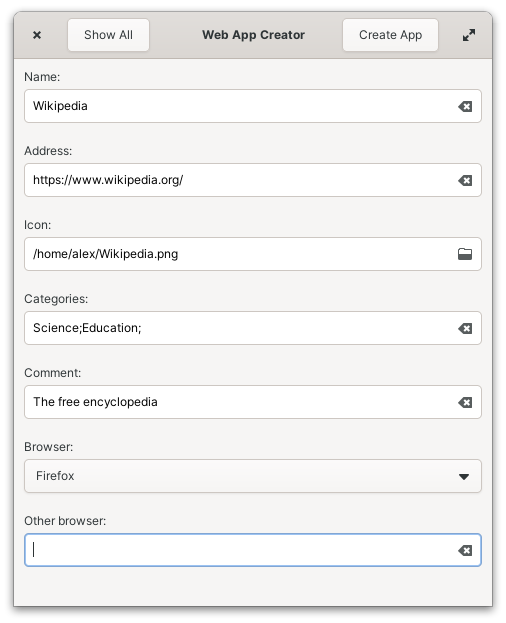 Show All Web App Creator Create App
Name:
Wikipedia
Address:
https://www.wikipedia.org/
Icon:
/home/alex/Wikipedia.png
Categories:
Science;Education;
Comment:
The free encyclopedia
Browser:
Firefox
Other browser: